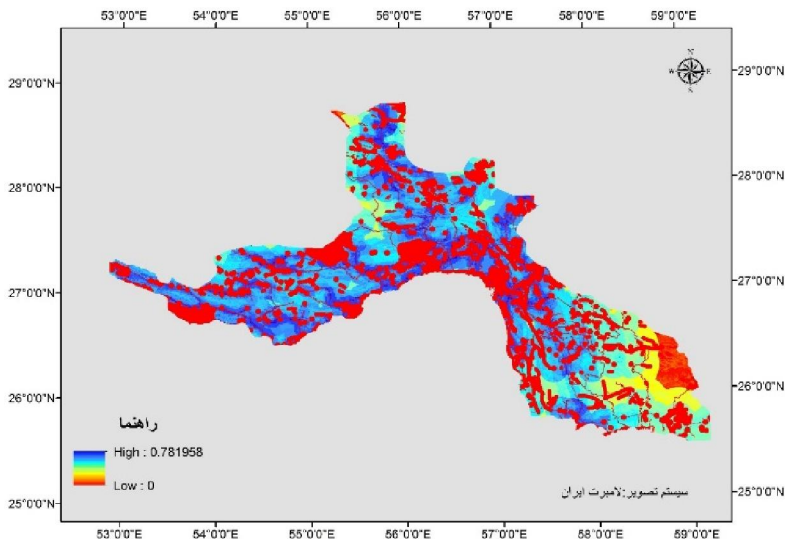 53°0'0"E 54°0'0"E 55°0'0"E 56°0'0"E 57°0'0"E 58°0'0"E 59°0'0"E
N
W E
S
29°0'0"N 29°0'0"N
28°0'0"N 28°0'0"N
27°0'0"N 27°0'0"N
26°0'0"N 26°0'0"N
راهنما
High : 0.781958
Low : 0
سیستم تصویر:لامبرت ایران
25°0'0"N 25°0'0"N
53°0'0"E 54°0'0"E 55°0'0"E 56°0'0"E 57°0'0"E 58°0'0"E 59°0'0"E